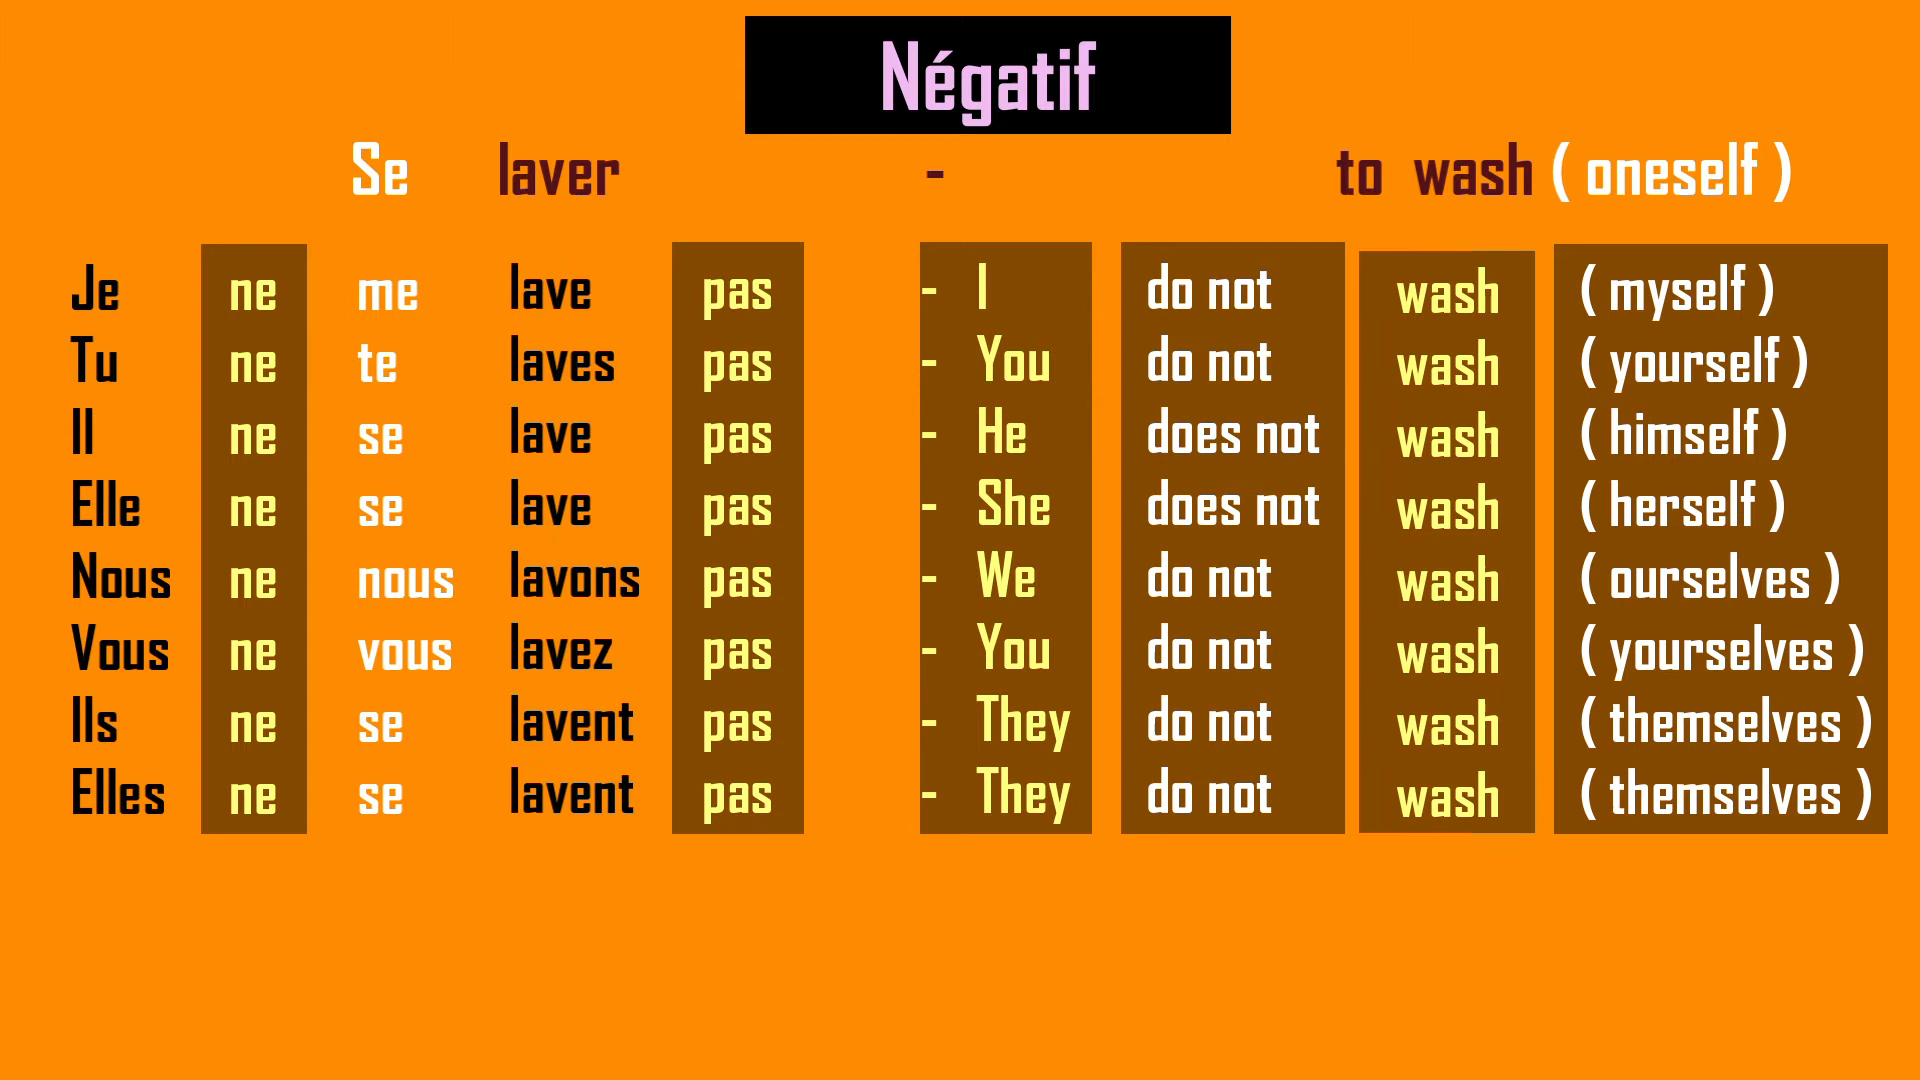 Négatif
Se laver - to wash ( oneself )
Je ne me lave pas - I do not wash ( myself )
Tu ne te laves pas - You do not wash ( yourself )
Il ne se lave pas - He does not wash ( himself )
Elle ne se lave pas - She does not wash ( herself )
Nous ne nous lavons pas - We do not wash ( ourselves )
Vous ne vous lavez pas - You do not wash ( yourselves )
Ils ne se lavent pas - They do not wash ( themselves )
Elles ne se lavent pas - They do not wash ( themselves )